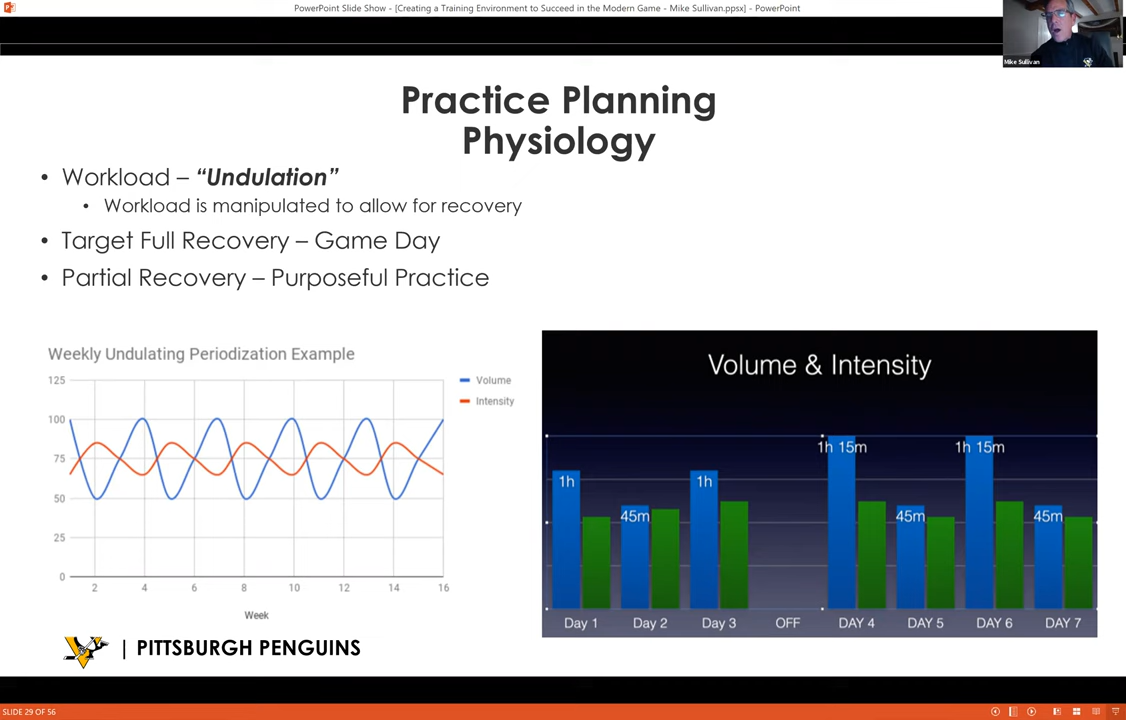 PowerPoint Slide Show - [Creating a Training Environment to Succeed in the Modern Game - Mike Sullivan.ppsx] - PowerPoint
Mike Sullivan
Practice Planning
Physiology
• Workload – “Undulation”
• Workload is manipulated to allow for recovery
• Target Full Recovery – Game Day
• Partial Recovery – Purposeful Practice
Weekly Undulating Periodization Example
125
100
75
50
25
0
2 4 6 8 10 12 14 16
Week
Volume
Intensity
Volume & Intensity
1h 45m 1h 1h 15m 45m 1h 15m 45m
Day 1 Day 2 Day 3 OFF DAY 4 DAY 5 DAY 6 DAY 7
| PITTSBURGH PENGUINS
SLIDE 29 OF 56